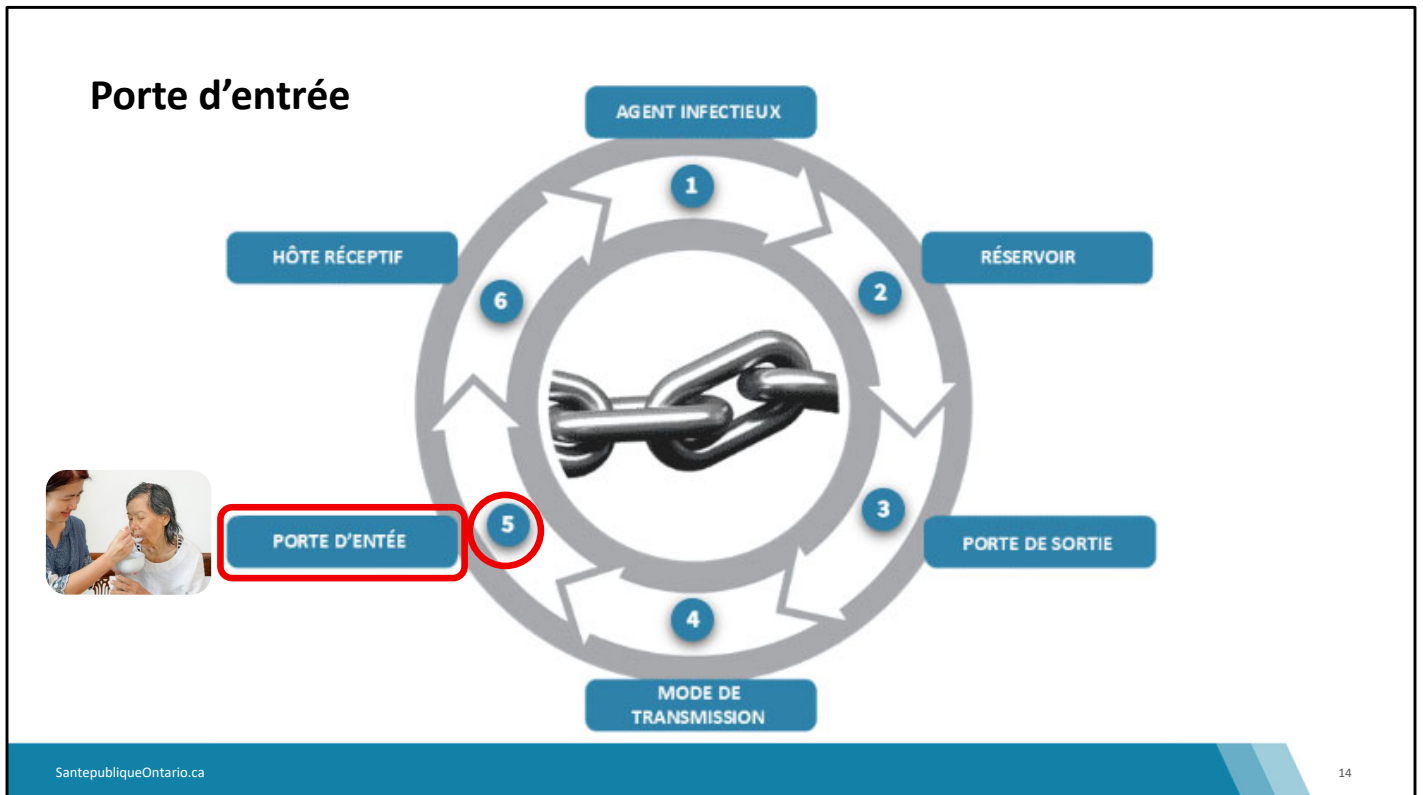 Porte d’entrée
AGENT INFECTIEUX
1
HÔTE RÉCEPTIF
RÉSERVOIR
6
2
PORTE D’ENTÉE
5
3
PORTE DE SORTIE
4
MODE DE
TRANSMISSION
SantepubliqueOntario.ca
14